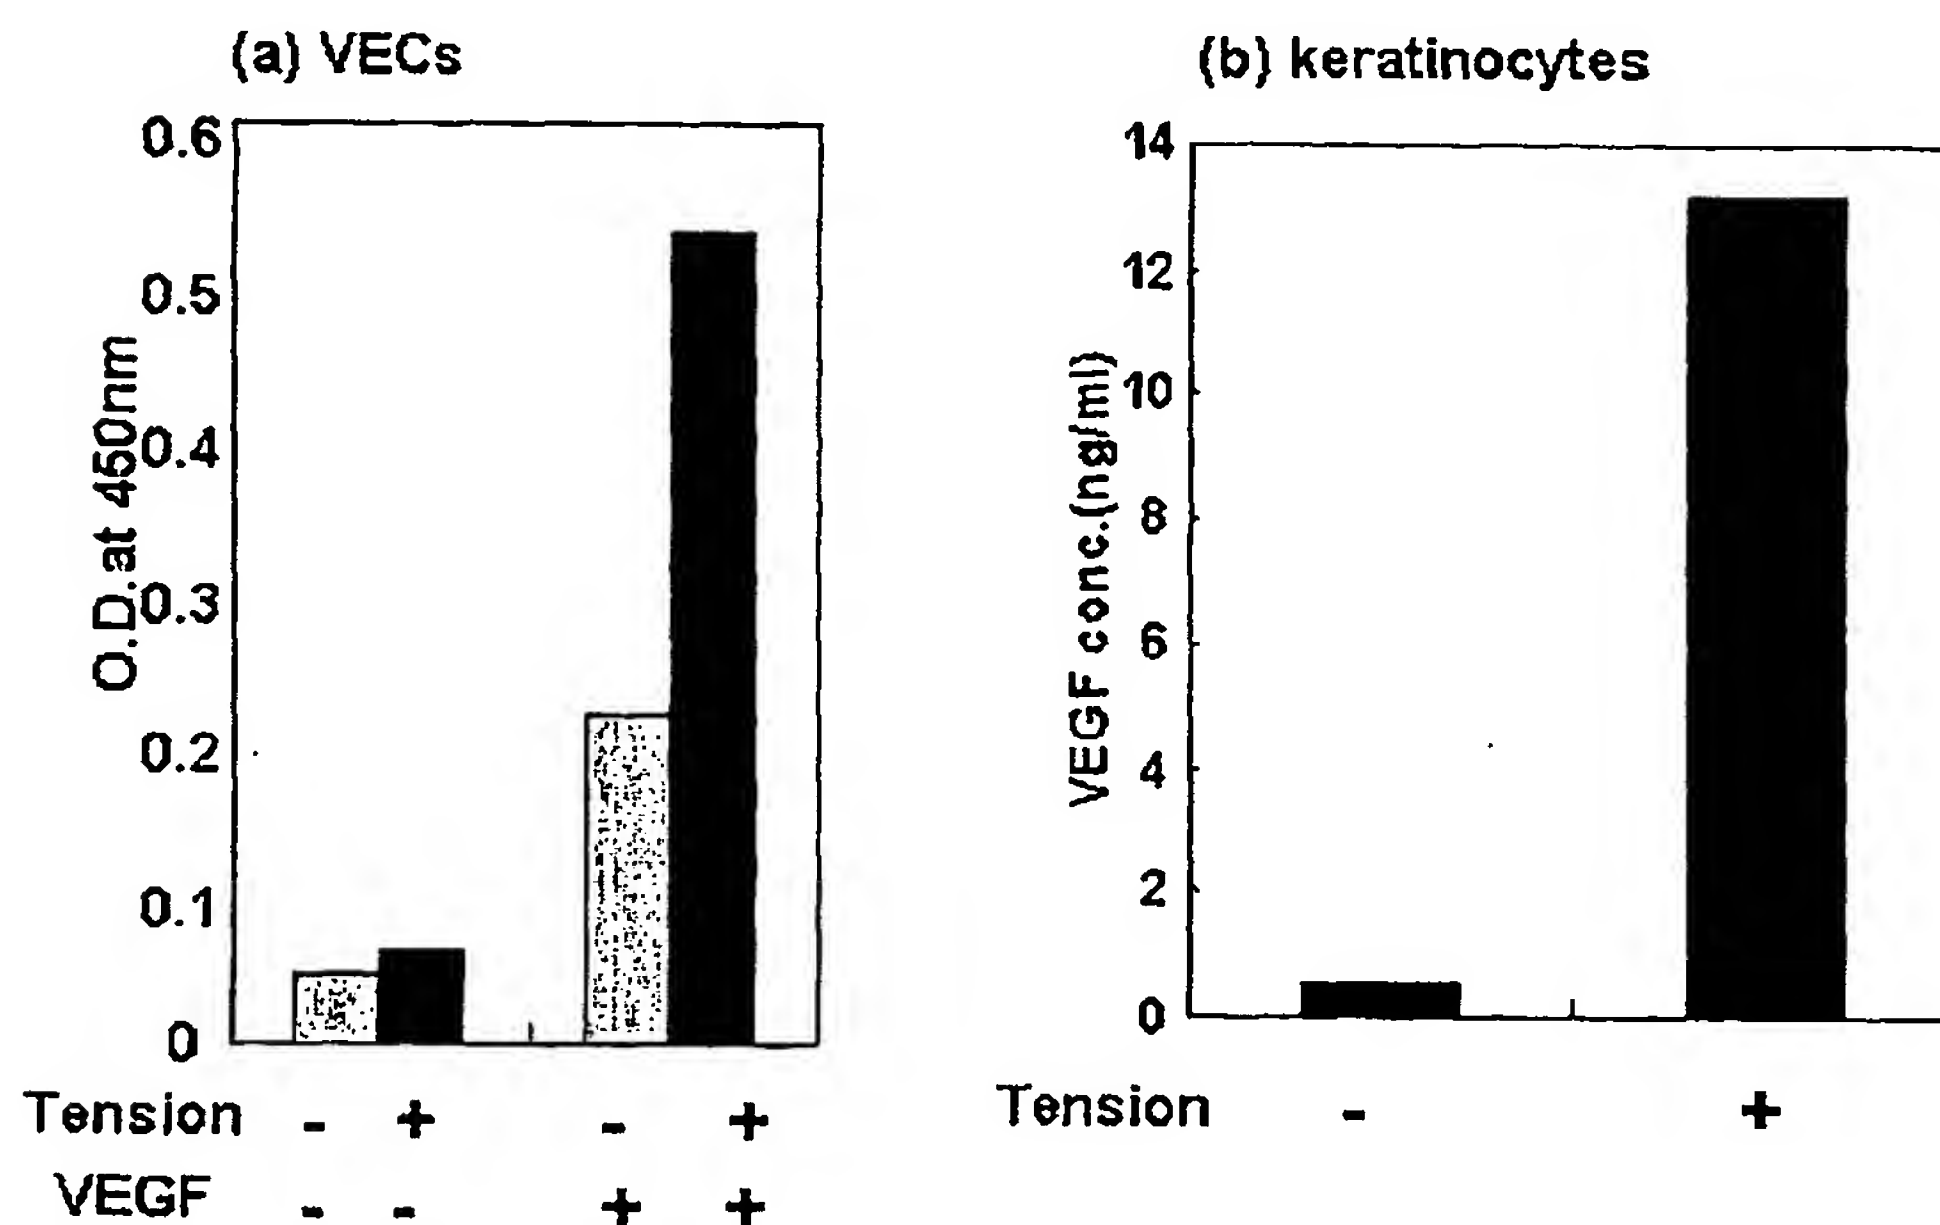 (a) VECs
0.6
0.5
0.4
0.3
0.2
0.1
0
O.D.at 450nm
Tension - + - +
VEGF - - + +
(b) keratinocytes
14
12
10
8
6
4
2
0
VEGF conc.(ng/ml)
Tension - +